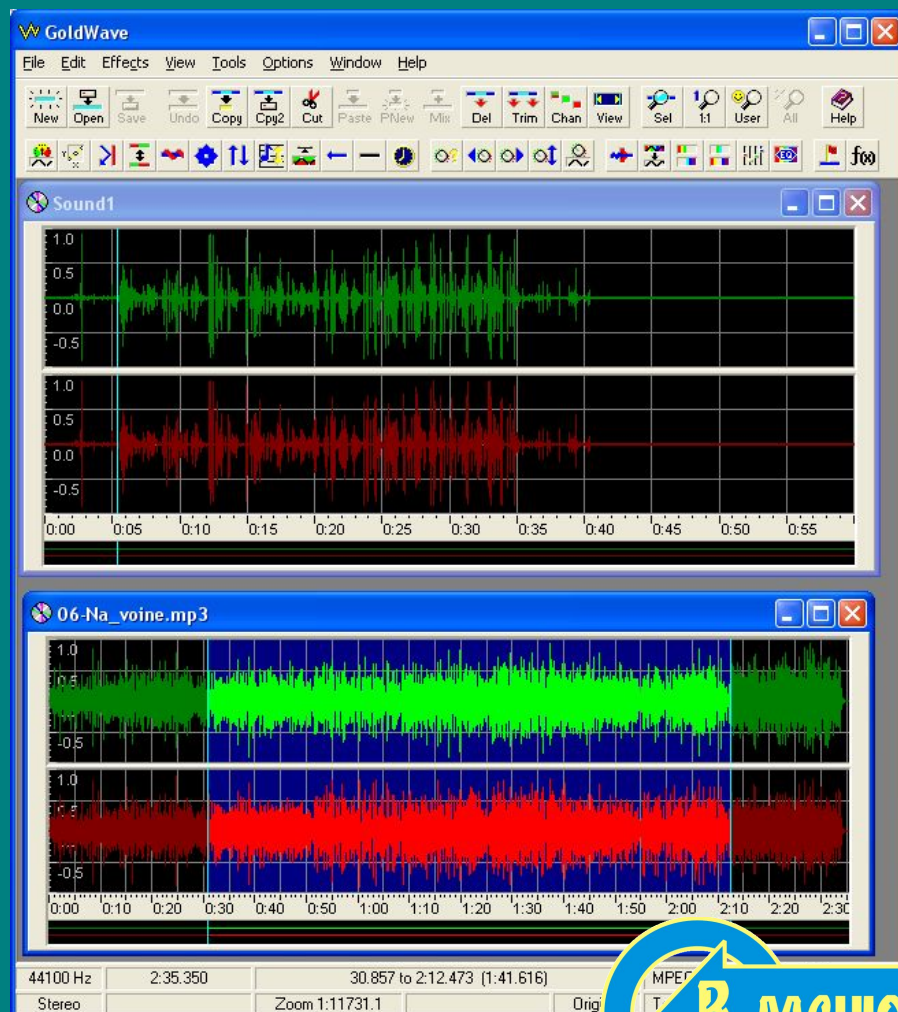 GoldWave
File Edit Effects View Tools Options Window Help
New Open Save Undo Copy Cpy2 Cut Paste PNew Mix Del Trim Chan View Sel 1:1 User All Help
f(x)
Sound1
1.0
0.5
0.0
-0.5
1.0
0.5
0.0
-0.5
0:00 0:05 0:10 0:15 0:20 0:25 0:30 0:35 0:40 0:45 0:50 0:55
06-Na_voine.mp3
1.0
-0.5
1.0
-0.5
0:00 0:10 0:20 0:30 0:40 0:50 1:00 1:10 1:20 1:30 1:40 1:50 2:00 2:10 2:20 2:30
44100 Hz 2:35.350 30.857 to 2:12.473 (1:41.616)
Stereo Zoom 1:11731.1
В